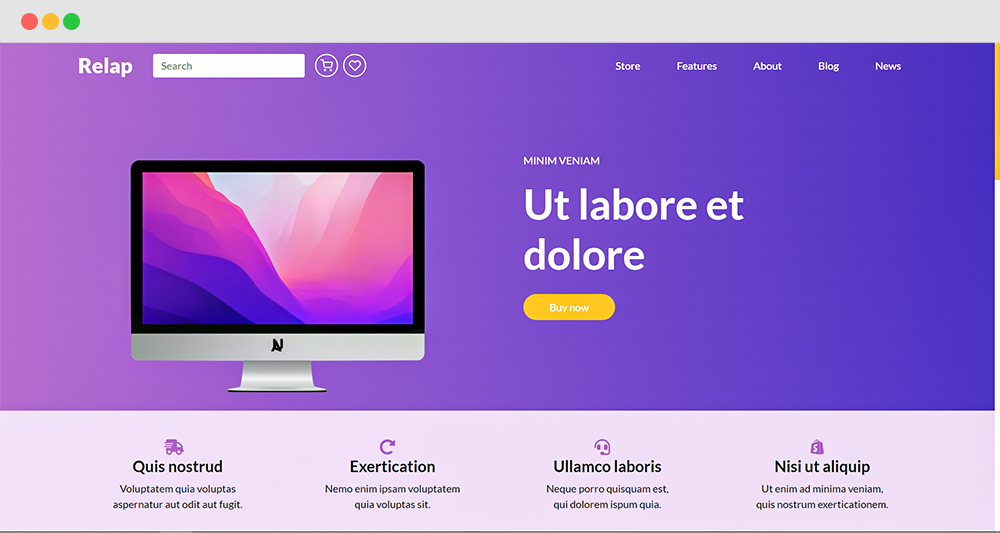 Relap
Search
Store
Features
About
Blog
News
MINIM VENIAM
Ut labore et
dolore
Buy now
Quis nostrud
Voluptatem quia voluptas
aspernatur aut odit aut fugit.
Exertication
Nemo enim ipsam voluptatem
quia voluptas sit.
Ullamco laboris
Neque porro quisquam est,
qui dolorem ispum quia.
Nisi ut aliquip
Ut enim ad minima veniam,
quis nostrum exerticationem.